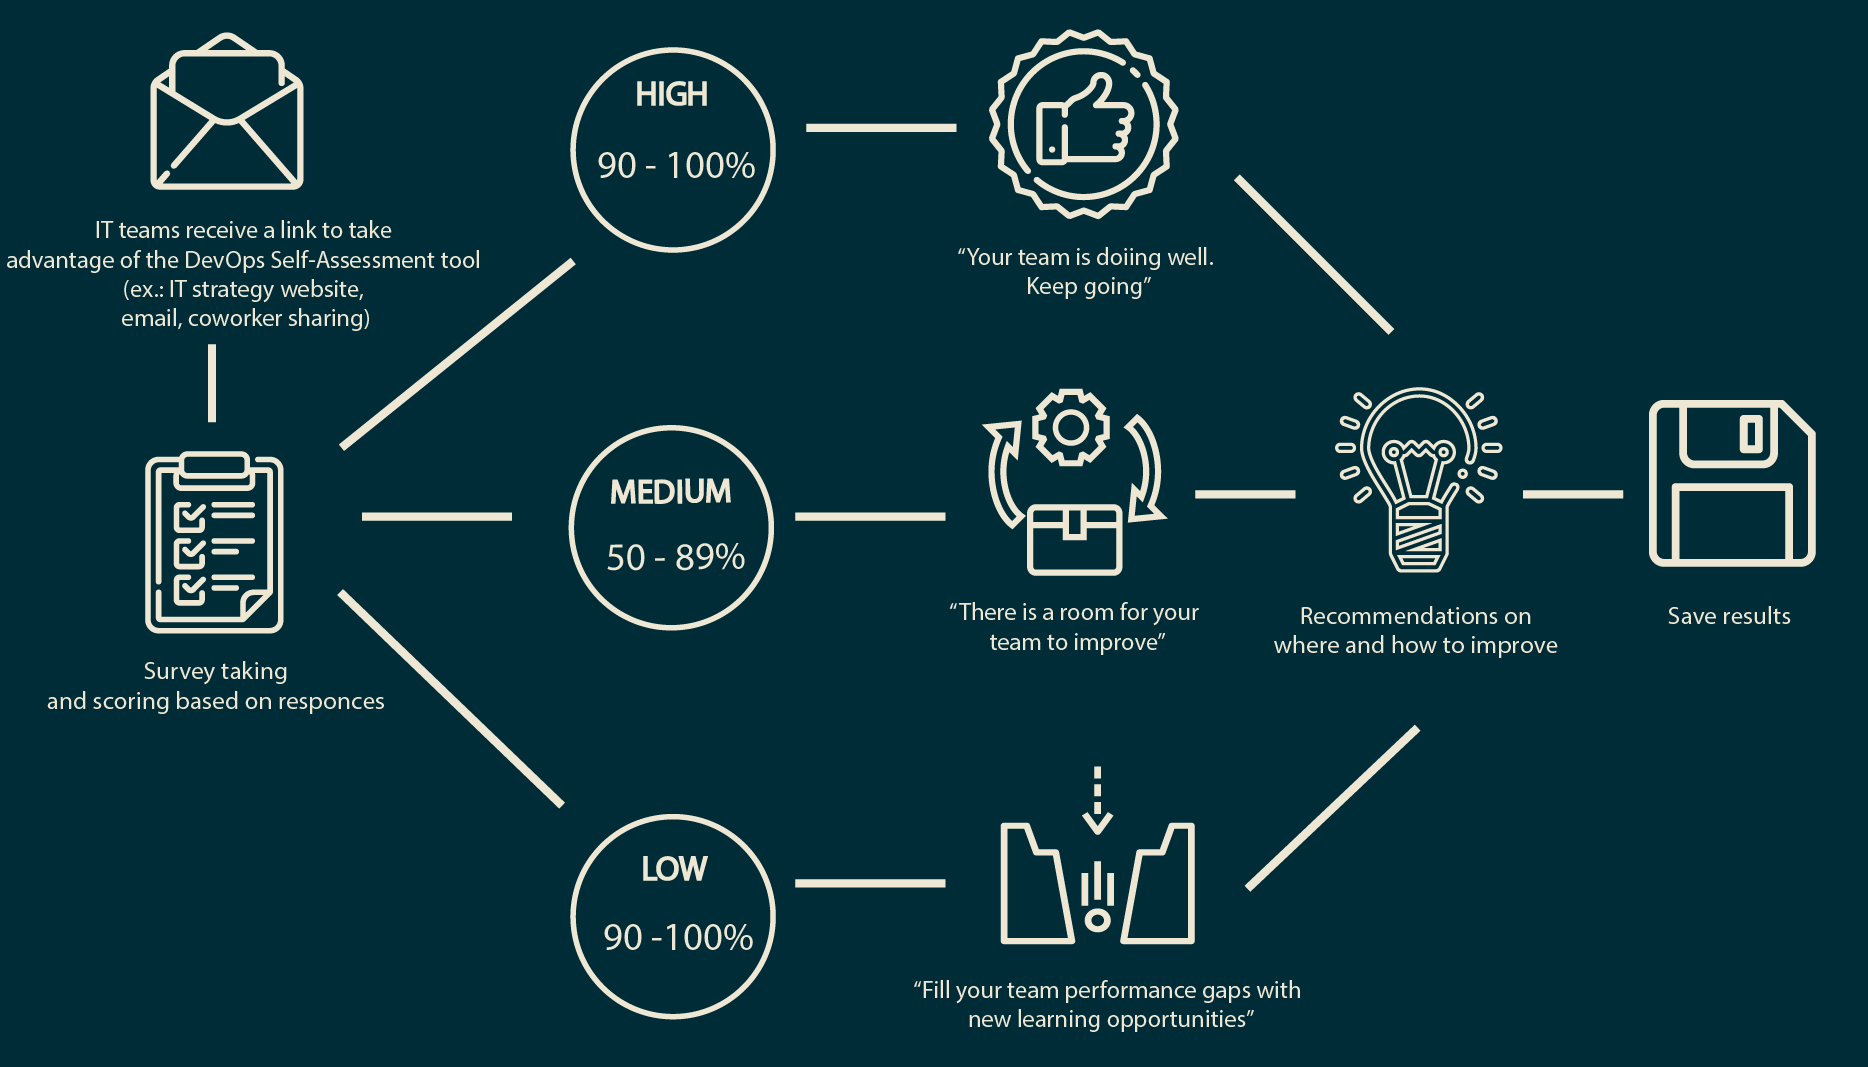 IT teams receive a link to take
advantage of the DevOps Self-Assessment tool
(ex.: IT strategy website,
email, coworker sharing)
Survey taking
and scoring based on responces
HIGH
90 - 100%
“Your team is doiing well.
Keep going”
MEDIUM
50 - 89%
“There is a room for your
team to improve”
LOW
90 -100%
“Fill your team performance gaps with
new learning opportunities”
Recommendations on
where and how to improve
Save results